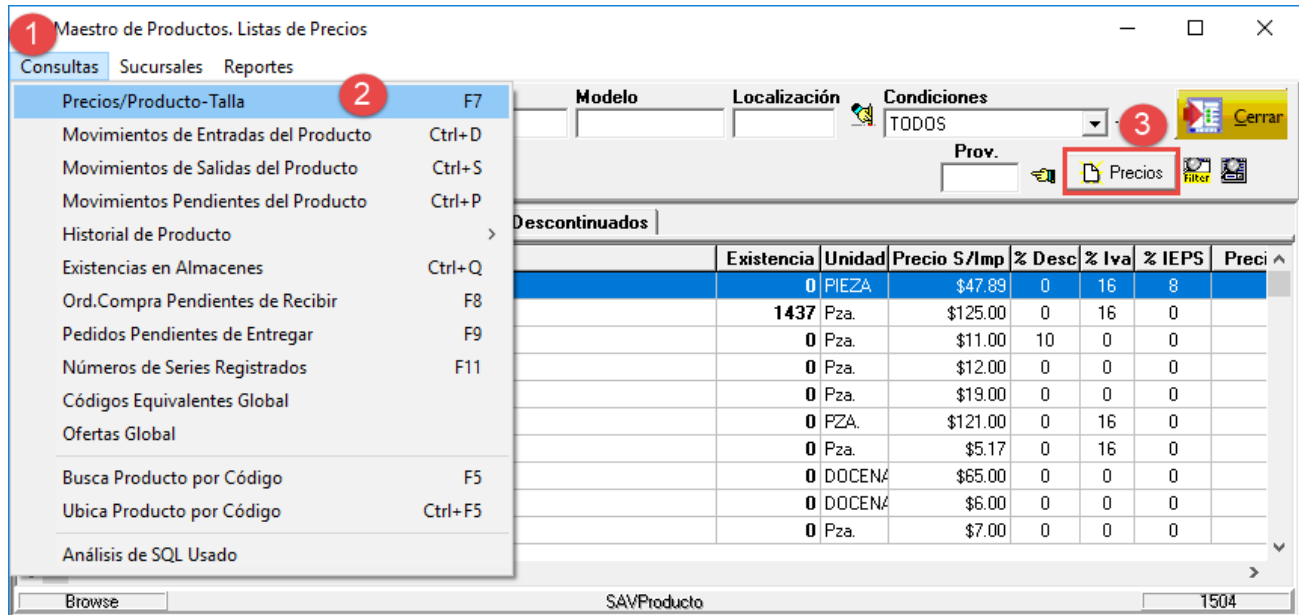 1 Maestro de Productos. Listas de Precios
Consultas Sucursales Reportes
Precios/Producto-Talla 2 F7
Movimientos de Entradas del Producto Ctrl+D
Movimientos de Salidas del Producto Ctrl+S
Movimientos Pendientes del Producto Ctrl+P
Historial de Producto >
Existencias en Almacenes Ctrl+Q
Ord.Compra Pendientes de Recibir F8
Pedidos Pendientes de Entregar F9
Números de Series Registrados F11
Códigos Equivalentes Global
Ofertas Global
Busca Producto por Código F5
Ubica Producto por Código Ctrl+F5
Análisis de SQL Usado
Modelo Localización Condiciones
TODOS 3 Cerrar
Prov.
Precios Filter
Descontinuados
Existencia Unidad Precio S/Imp % Desc % Iva % IEPS Preci
0 PIEZA $47.89 0 16 8
1437 Pza. $125.00 0 16 0
0 Pza. $11.00 10 0 0
0 Pza. $12.00 0 0 0
0 Pza. $19.00 0 0 0
0 PZA. $121.00 0 16 0
0 Pza. $5.17 0 16 0
0 DOCENA $65.00 0 0 0
0 DOCENA $6.00 0 0 0
0 Pza. $7.00 0 0 0
Browse SAVProducto 1504